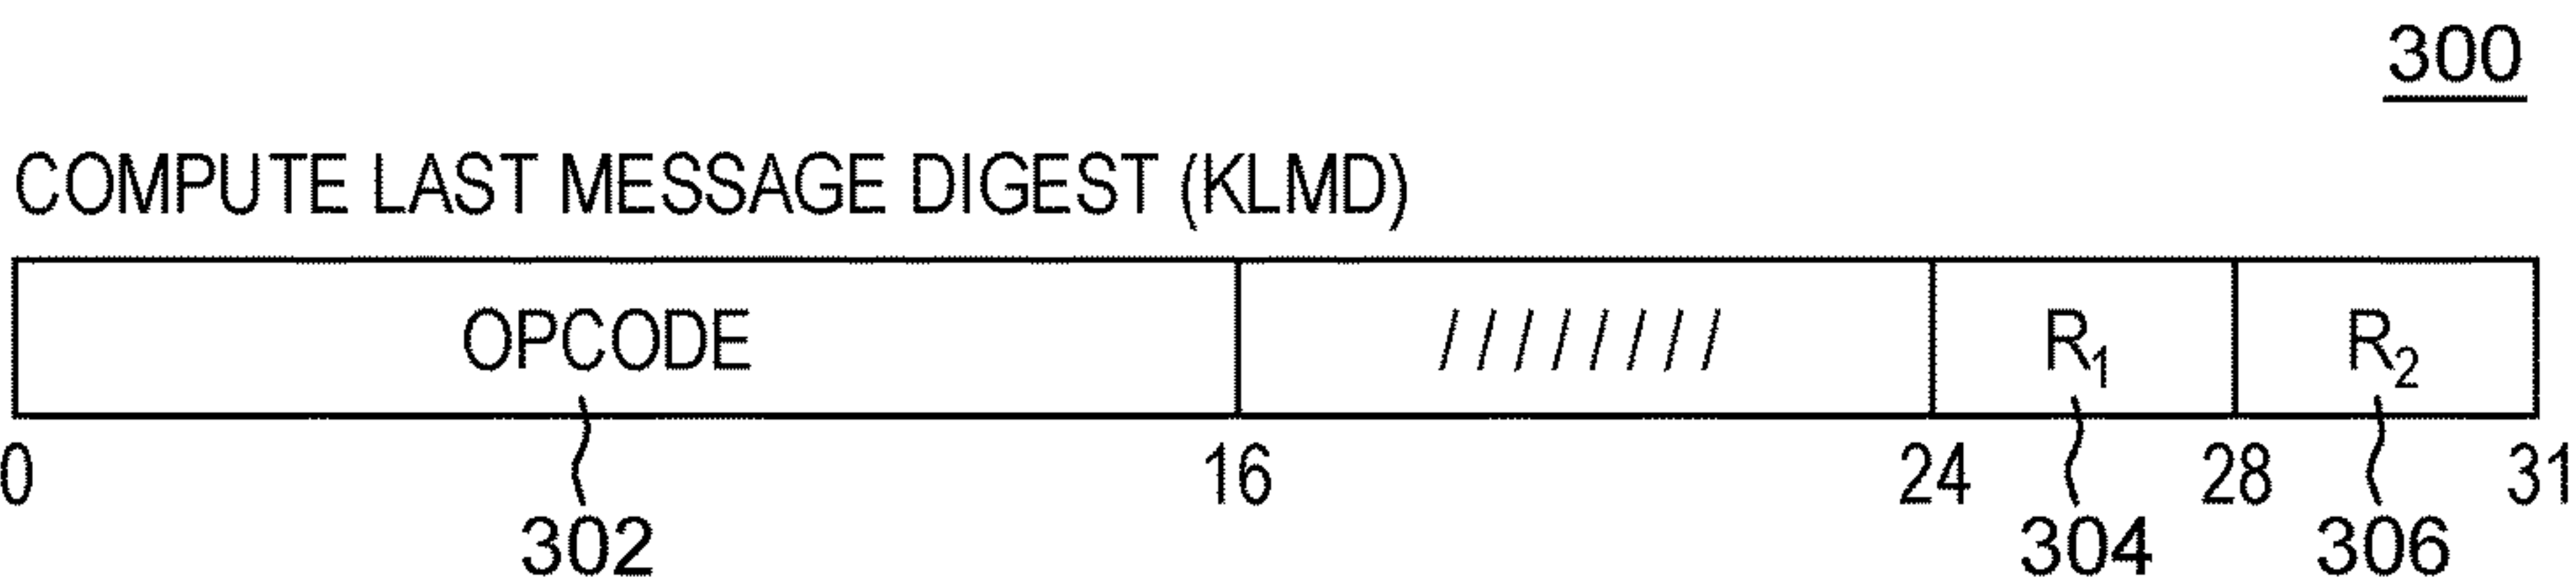 300
COMPUTE LAST MESSAGE DIGEST (KLMD)
OPCODE //////// R₁ R₂
0 16 24 28 31
302 304 306